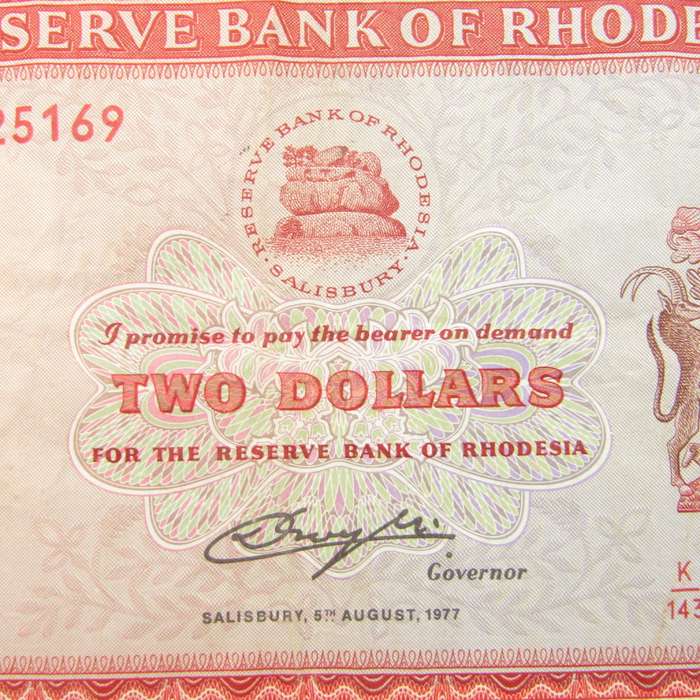 SERVE BANK OF RHODE
25169
RESERVE BANK OF RHODESIA
· SALISBURY ·
I promise to pay the bearer on demand
TWO DOLLARS
FOR THE RESERVE BANK OF RHODESIA
Governor
SALISBURY, 5TH AUGUST, 1977
K
143